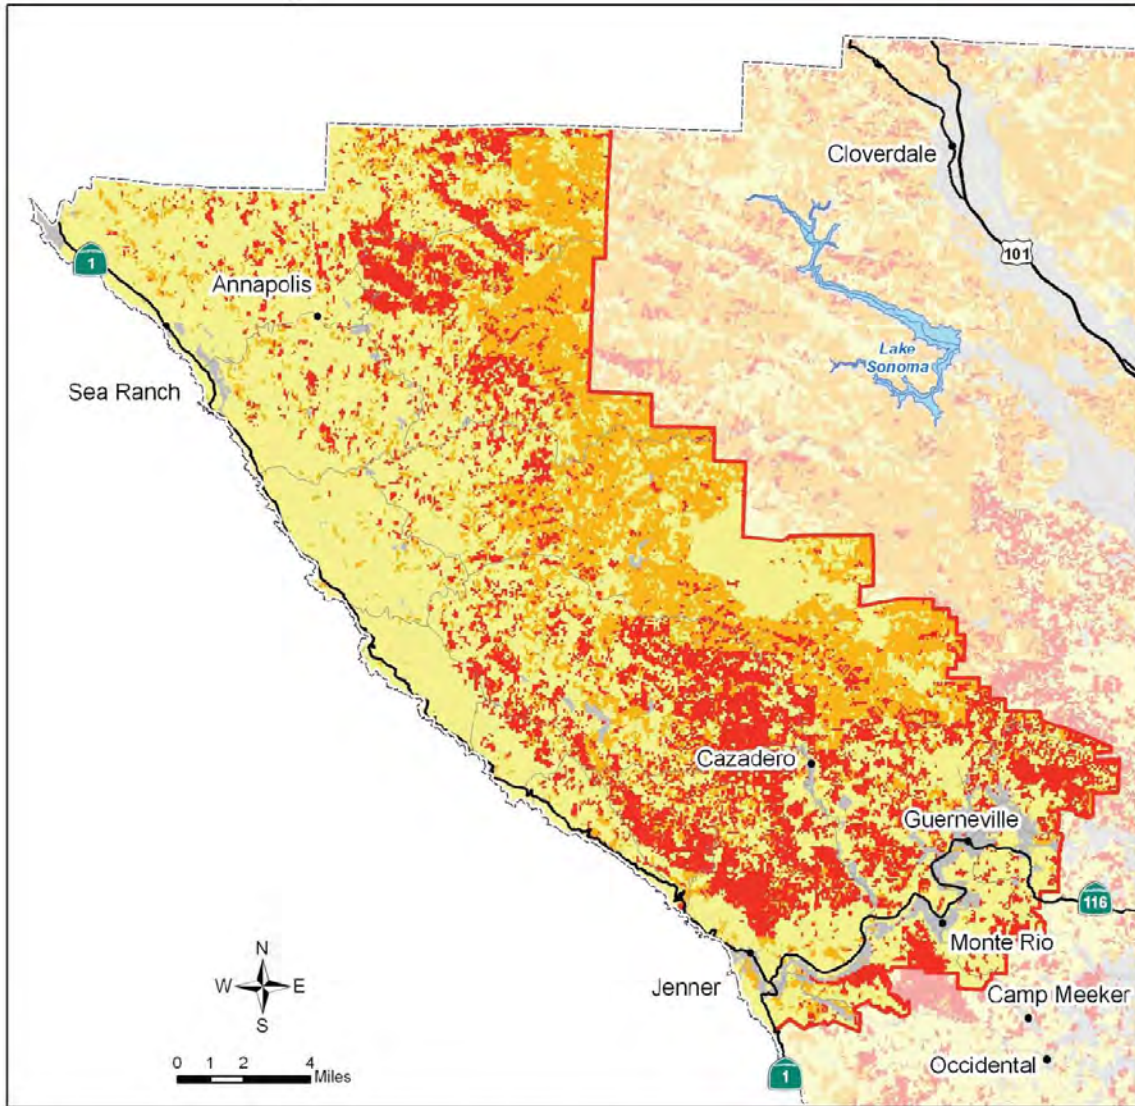 Cloverdale
101
1
Annapolis
Lake
Sonoma
Sea Ranch
Cazadero
Guerneville
116
Monte Rio
N
W E
S
Jenner
Camp Meeker
0 1 2 4
Miles
Occidental
1